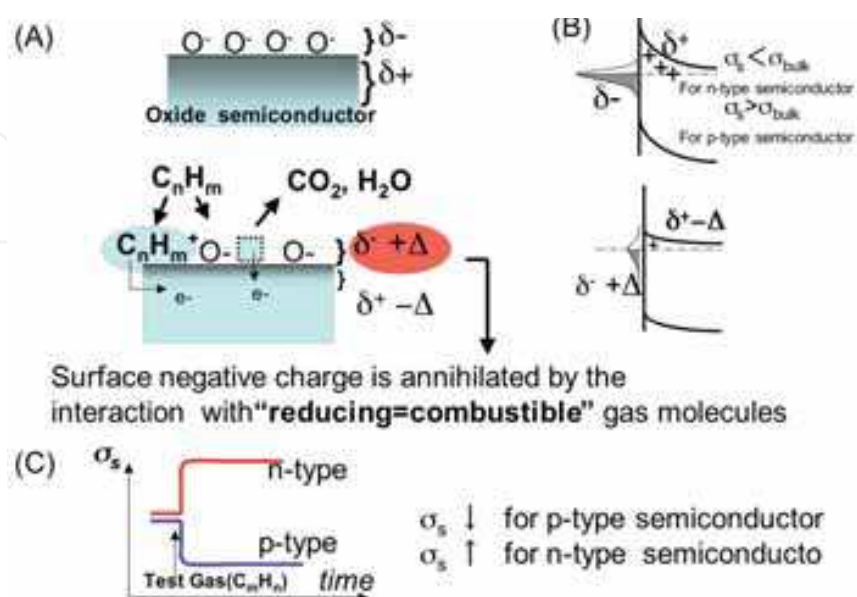 (A)
O- O- O- O-
} δ-
} δ+
Oxide semiconductor
CnHm
CO2, H2O
CnHm+ O- O- } δ- +Δ
e- e- } δ+ −Δ
Surface negative charge is annihilated by the
interaction with“reducing=combustible” gas molecules
(B)
δ+
+ + + +
δ-
σs<σbulk
For n-type semiconductor
σs>σbulk
For p-type semiconductor
δ+−Δ
+
δ- +Δ
(C)
σs
n-type
p-type
Test Gas(CmHn) time
σs ↓ for p-type semiconductor
σs ↑ for n-type semiconducto